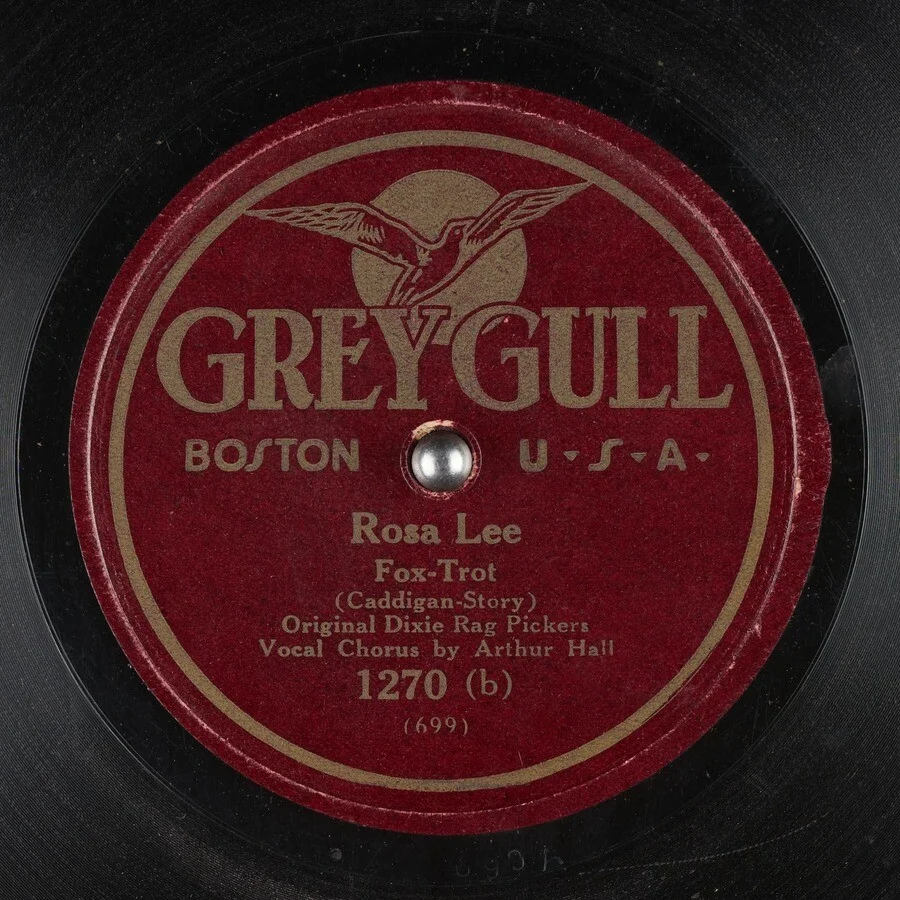 GREY GULL
BOSTON U·S·A·
Rosa Lee
Fox-Trot
(Caddigan-Story)
Original Dixie Rag Pickers
Vocal Chorus by Arthur Hall
1270 (b)
(699)